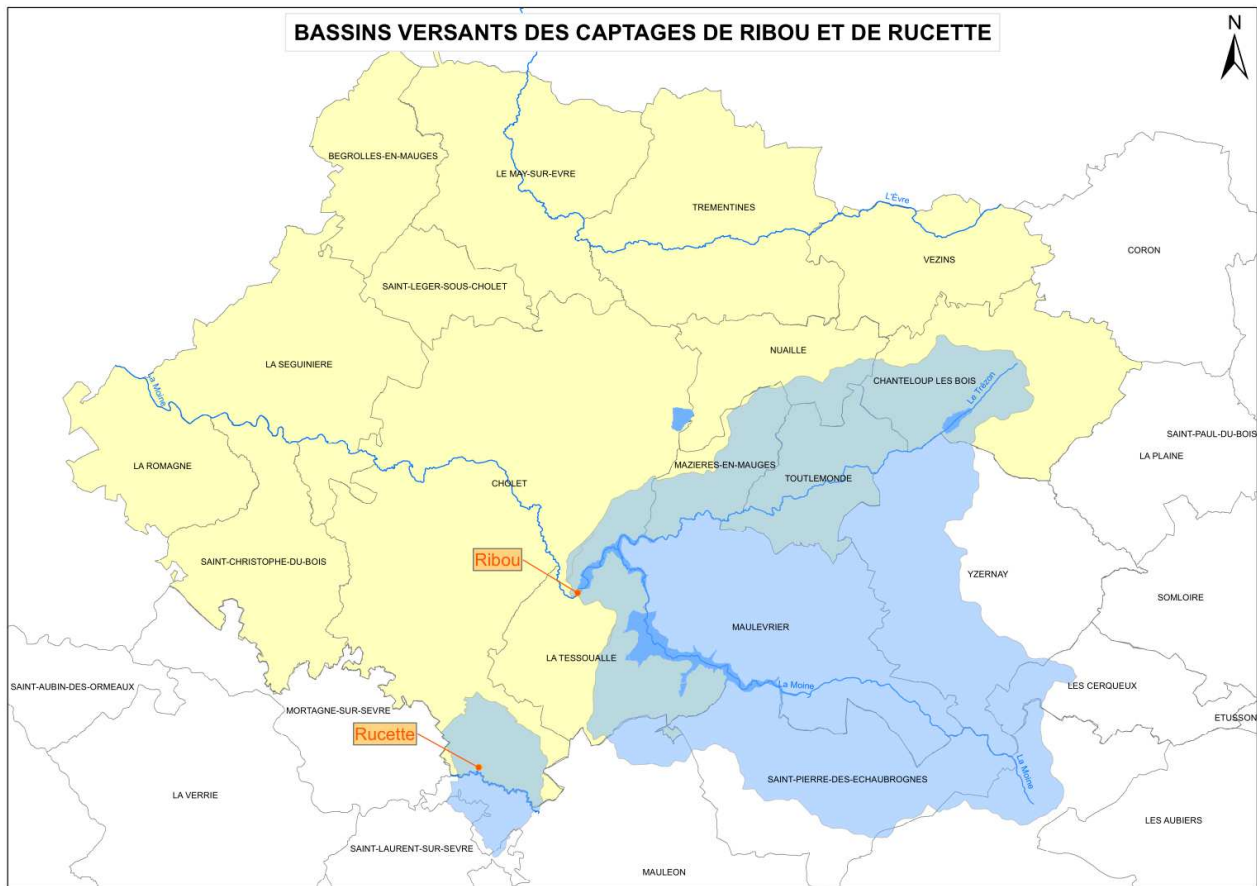 BASSINS VERSANTS DES CAPTAGES DE RIBOU ET DE RUCETTE
N
BEGROLLES-EN-MAUGES
LE MAY-SUR-EVRE
TREMENTINES
L'Èvre
CORON
VEZINS
SAINT-LEGER-SOUS-CHOLET
NUAILLE
LA SEGUINIERE
La Moine
CHANTELOUP LES BOIS
Le Trézon
SAINT-PAUL-DU-BOIS
LA PLAINE
LA ROMAGNE
MAZIERES-EN-MAUGES
TOUTLEMONDE
CHOLET
SAINT-CHRISTOPHE-DU-BOIS
Ribou
YZERNAY
SOMLOIRE
MAULEVRIER
LA TESSOUALLE
La Moine
LES CERQUEUX
SAINT-AUBIN-DES-ORMEAUX
MORTAGNE-SUR-SEVRE
ETUSSON
Rucette
La Moine
SAINT-PIERRE-DES-ECHAUBROGNES
LA VERRIE
LES AUBIERS
SAINT-LAURENT-SUR-SEVRE
MAULEON